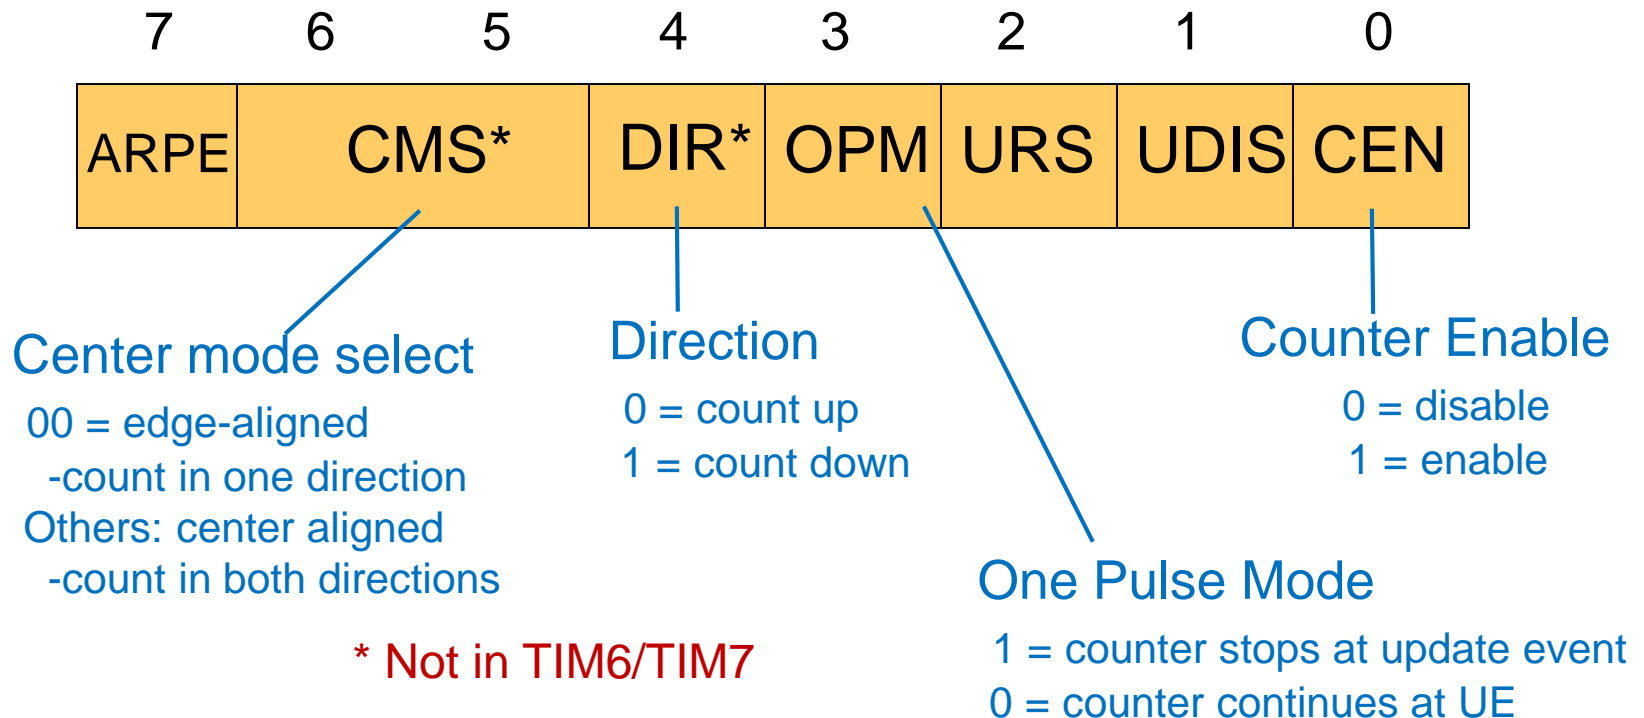 7 6 5 4 3 2 1 0
ARPE CMS* DIR* OPM URS UDIS CEN
Center mode select
00 = edge-aligned
-count in one direction
Others: center aligned
-count in both directions
Direction
0 = count up
1 = count down
Counter Enable
0 = disable
1 = enable
One Pulse Mode
1 = counter stops at update event
0 = counter continues at UE
* Not in TIM6/TIM7